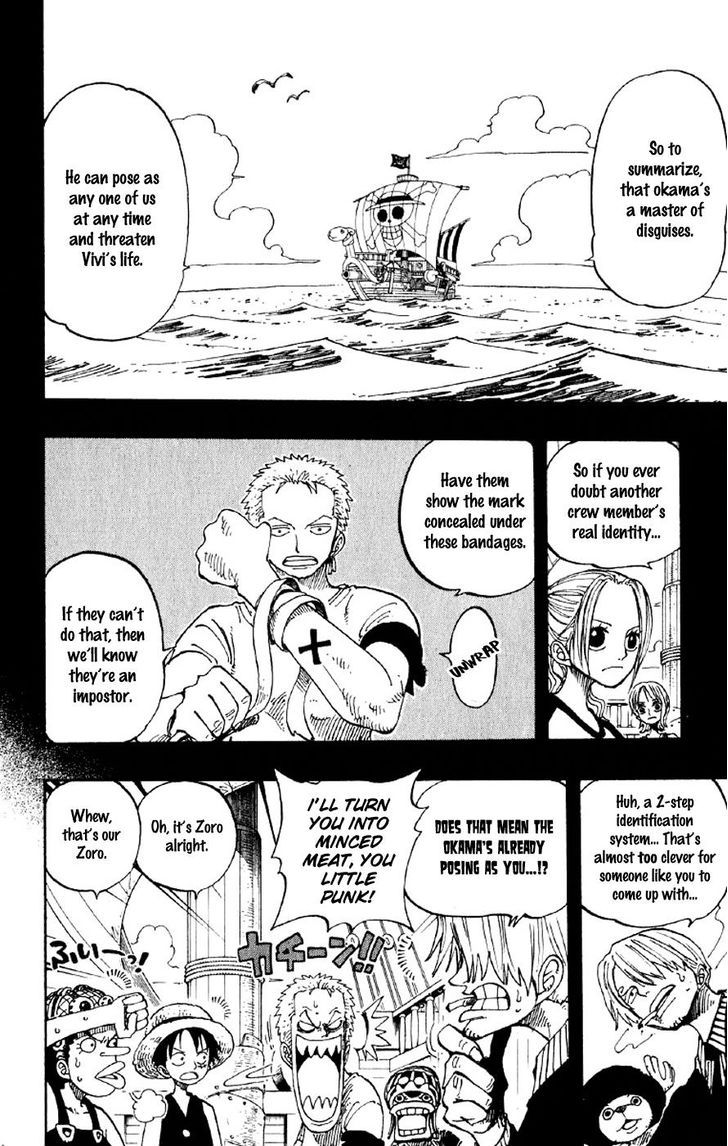 So to
summarize,
that okama's
a master of
disguises.
He can pose as
any one of us
at any time
and threaten
Vivi's life.
So if you ever
doubt another
crew member's
real identity...
Have them
show the mark
concealed under
these bandages.
UNWRAP
If they can't
do that, then
we'll know
they're an
impostor.
Huh, a 2-step
identification
system... That's
almost too clever for
someone like you to
come up with...
DOES THAT MEAN THE
OKAMA'S ALREADY
POSING AS YOU...!?
I'LL TURN
YOU INTO
MINCED
MEAT, YOU
LITTLE
PUNK!
カチーン!!
Oh, it's Zoro
alright.
Whew,
that's our
Zoro.
ふいーっ!